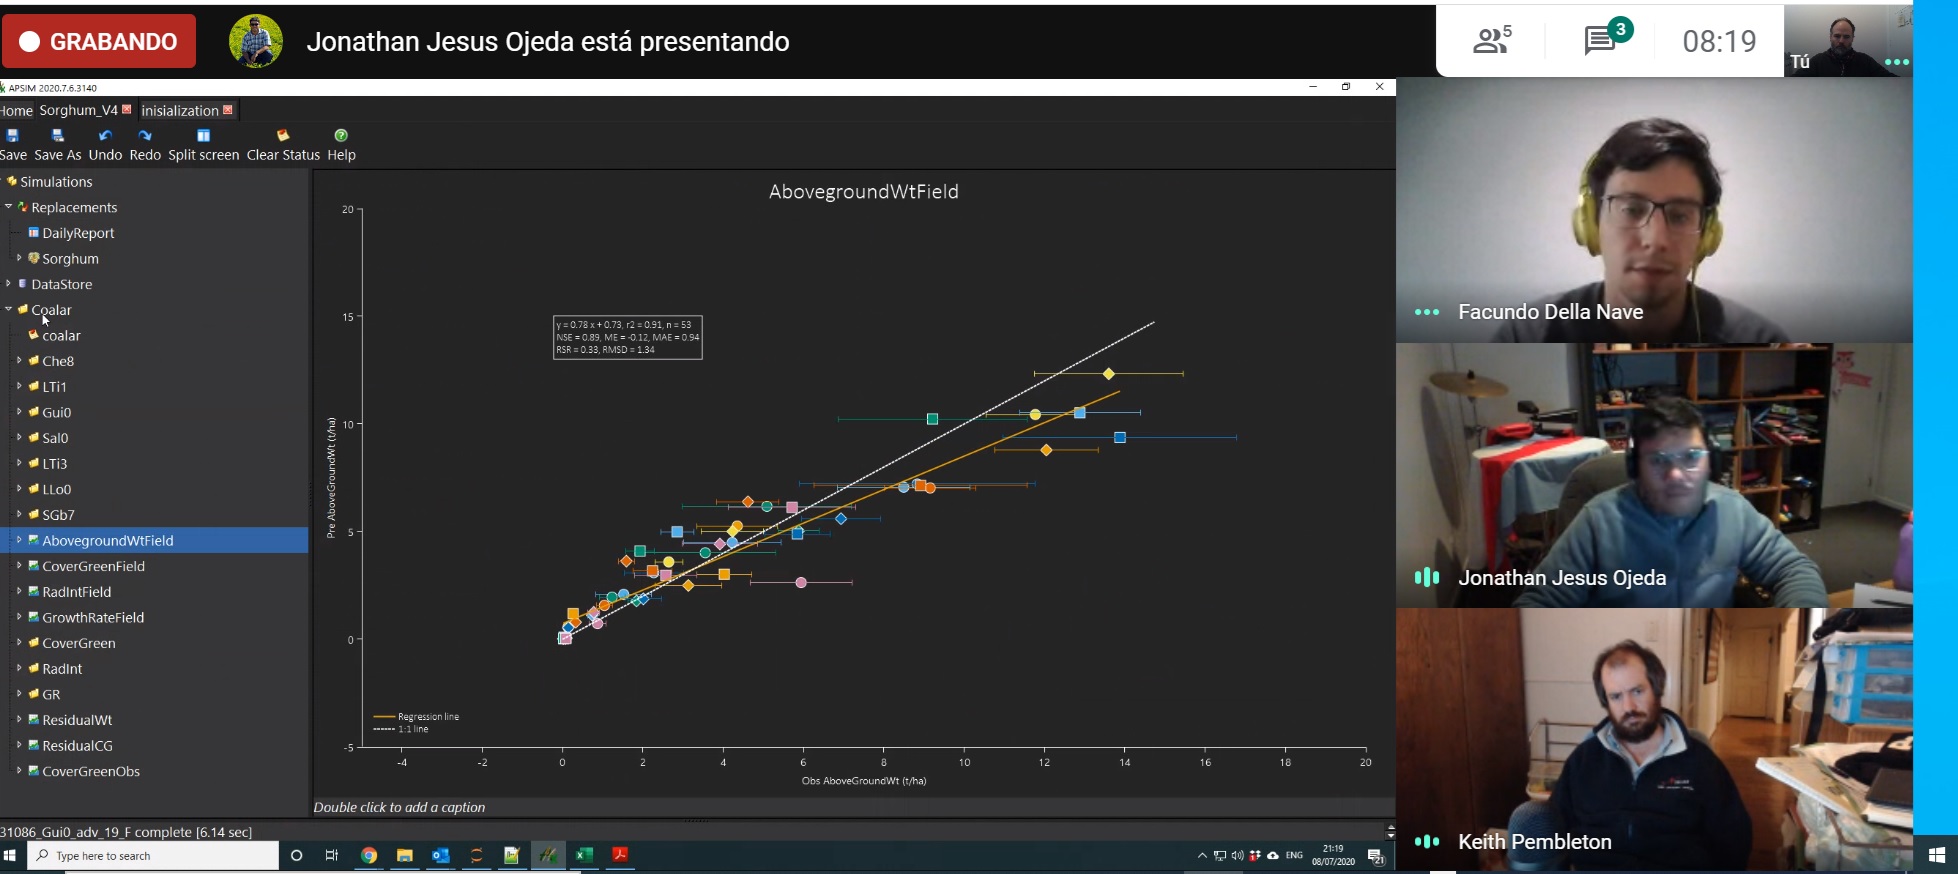 GRABANDO
Jonathan Jesus Ojeda está presentando
5
3
08:19
Tú
APSIM 2020.7.6.3140
Home Sorghum_V4 inisialization
Save Save As Undo Redo Split screen Clear Status Help
Simulations
Replacements
DailyReport
Sorghum
DataStore
Coalar
coalar
Che8
LTi1
Gui0
Sal0
LTi3
LLo0
SGb7
AbovegroundWtField
CoverGreenField
RadIntField
GrowthRateField
CoverGreen
RadInt
GR
ResidualWt
ResidualCG
CoverGreenObs
AbovegroundWtField
20
15
10
5
0
-5
Pre AboveGroundWt (t/ha)
y = 0.78 x + 0.73, r2 = 0.91, n = 53
NSE = 0.89, ME = -0.12, MAE = 0.94
RSR = 0.33, RMSD = 1.34
Regression line
1:1 line
-4 -2 0 2 4 6 8 10 12 14 16 18 20
Obs AboveGroundWt (t/ha)
Double click to add a caption
31086_Gui0_adv_19_F complete [6.14 sec]
Type here to search
ENG
21:19
08/07/2020
21
Facundo Della Nave
Jonathan Jesus Ojeda
Keith Pembleton